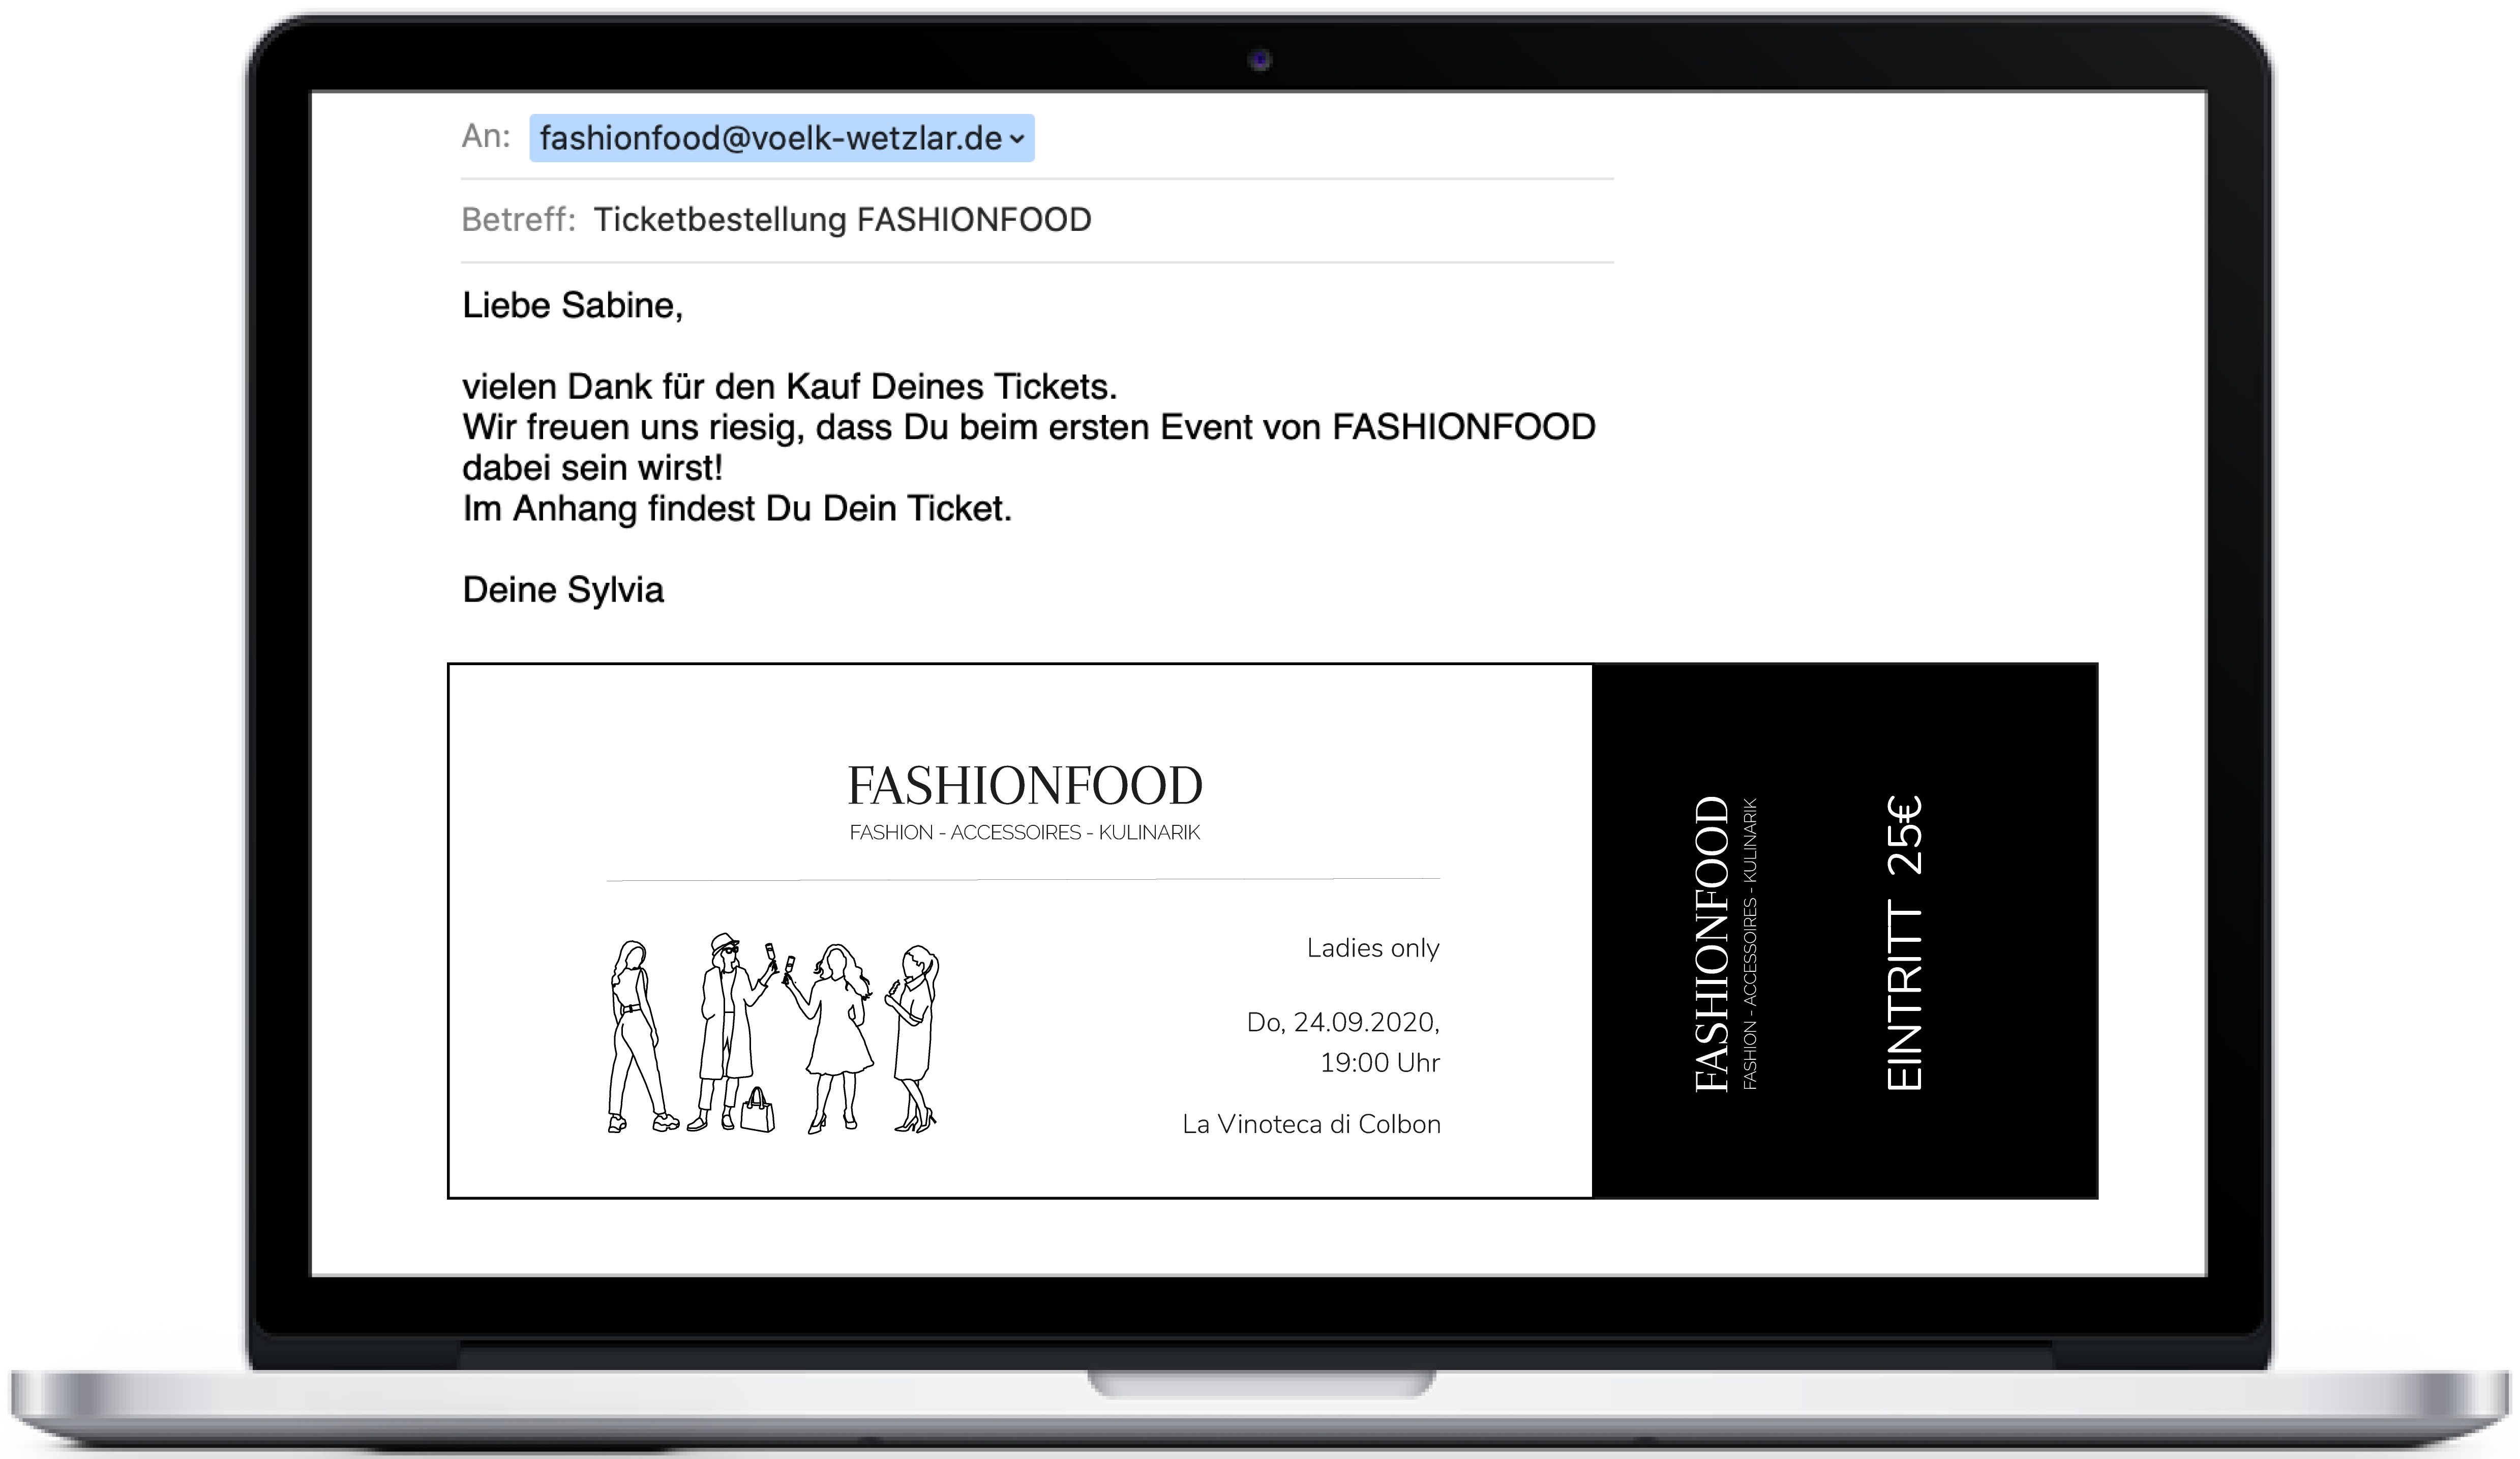 An: fashionfood@voelk-wetzlar.de
Betreff: Ticketbestellung FASHIONFOOD
Liebe Sabine,
vielen Dank für den Kauf Deines Tickets.
Wir freuen uns riesig, dass Du beim ersten Event von FASHIONFOOD
dabei sein wirst!
Im Anhang findest Du Dein Ticket.
Deine Sylvia
FASHIONFOOD
FASHION - ACCESSOIRES - KULINARIK
Ladies only
Do, 24.09.2020,
19:00 Uhr
La Vinoteca di Colbon
FASHIONFOOD
FASHION - ACCESSOIRES - KULINARIK
EINTRITT 25€